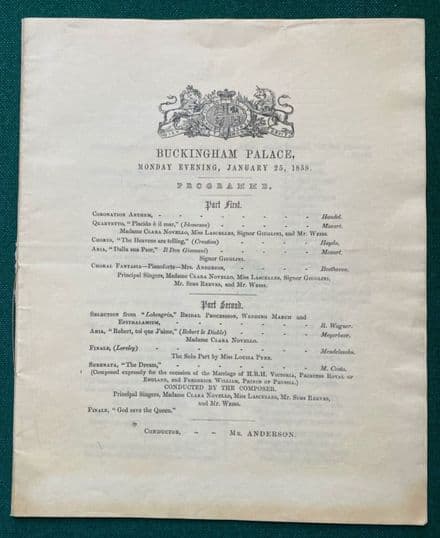 BUCKINGHAM PALACE,
MONDAY EVENING, JANUARY 25, 1858.
PROGRAMME.
Part First.
CORONATION ANTHEM, - - - - - - - Handel.
QUARTETTO, "Placido è il mar," (Idomeneo) - - - - - Mozart.
Madame CLARA NOVELLO, Miss LASCELLES, Signor GIUGLINI, and Mr. WEISS.
CHORUS, "The Heavens are telling," (Creation) - - - - - Haydn.
ARIA, "Dalla sua Pace," Il Don Giovanni - - - - - Mozart.
Signor GIUGLINI.
CHORAL FANTASIA—Pianoforte—Mrs. ANDERSON, - - - - - Beethoven.
Principal Singers, Madame CLARA NOVELLO, Miss LASCELLES, Signor GIUGLINI,
Mr. SIMS REEVES, and Mr. WEISS.
Part Second.
SELECTION from "Lohengrin," BRIDAL PROCESSION, WEDDING MARCH and
EPITHALAMIUM, - - - - - - - R. Wagner.
ARIA, "Robert, toi que j'aime," (Robert le Diable) - - - - Meyerbeer.
Madame NOVELLO.
FINALE, (Loreley) - - - - - - - Mendelssohn.
The Solo Part by Miss LOUISA PYNE.
SERENATA, "The Dream," - - - - - - - M. Costa.
(Composed expressly for the occasion of the Marriage of H.R.H. VICTORIA, PRINCESS ROYAL OF
ENGLAND, and FREDERICK WILLIAM, PRINCE OF PRUSSIA.)
CONDUCTED BY THE COMPOSER.
Principal Singers, Madame CLARA NOVELLO, Miss LASCELLES, Mr. SIMS REEVES,
and Mr. WEISS.
FINALE, "God save the Queen."
CONDUCTOR, - - MR. ANDERSON.